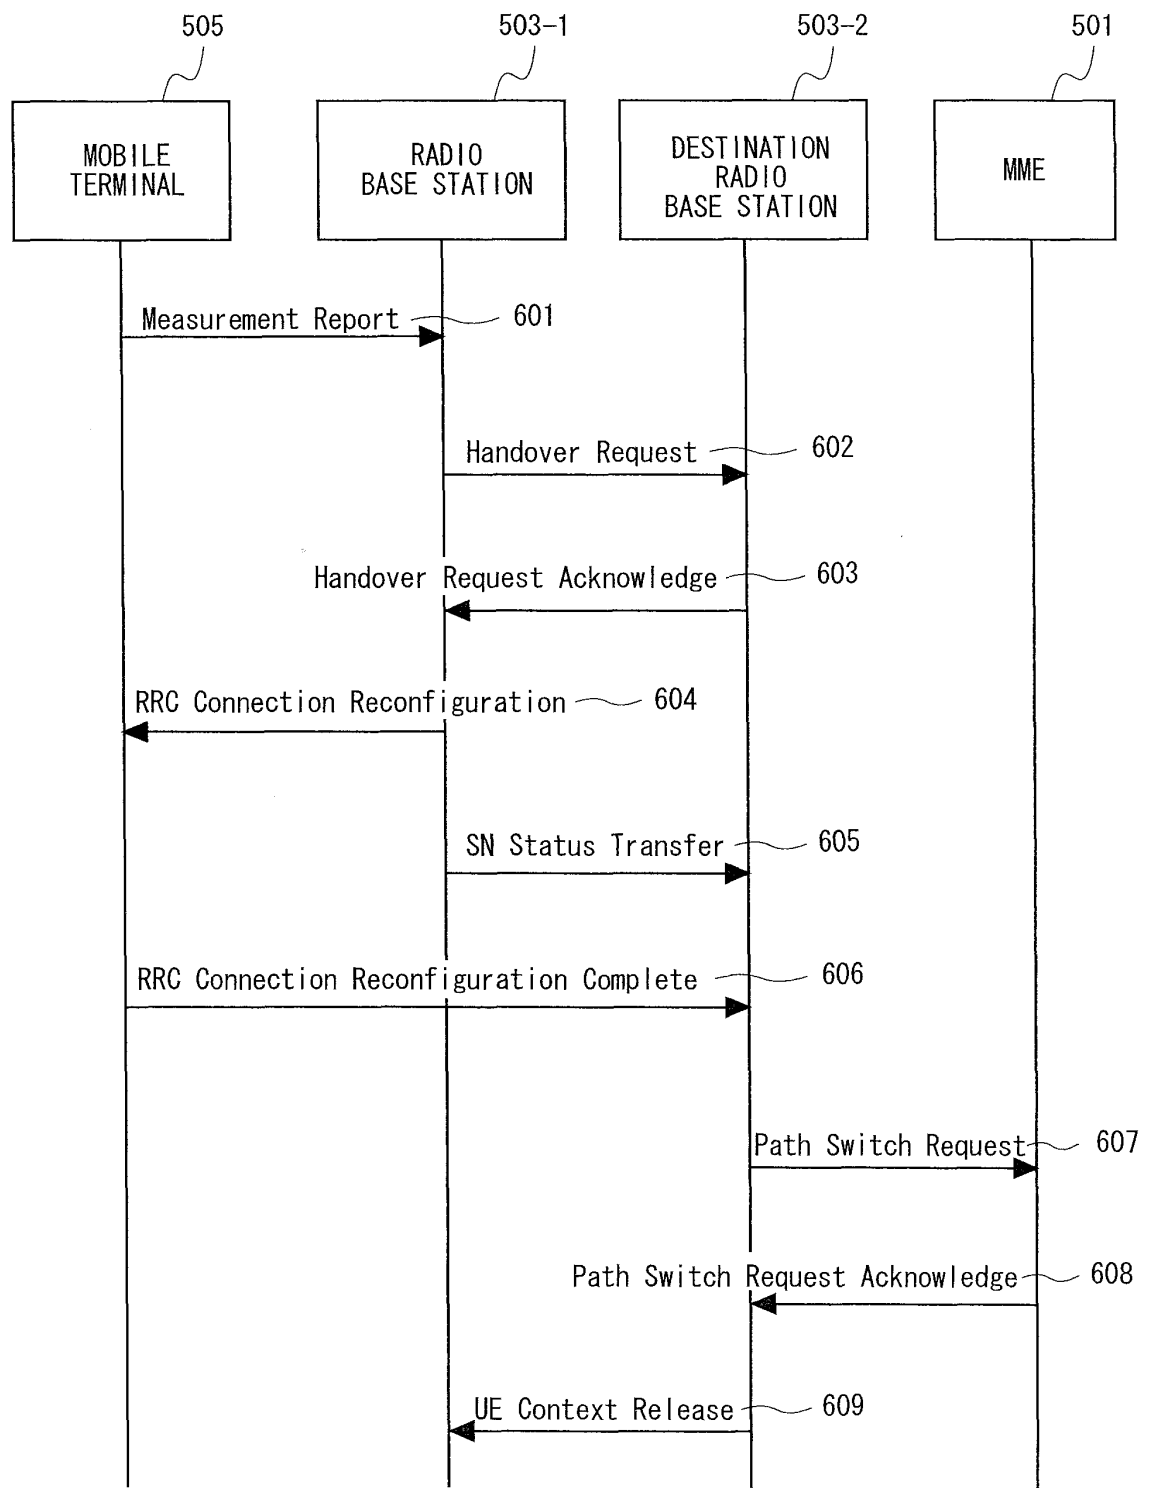 505
503-1
503-2
501
MOBILE
TERMINAL
RADIO
BASE STATION
DESTINATION
RADIO
BASE STATION
MME
Measurement Report
601
Handover Request
602
Handover Request Acknowledge
603
RRC Connection Reconfiguration
604
SN Status Transfer
605
RRC Connection Reconfiguration Complete
606
Path Switch Request
607
Path Switch Request Acknowledge
608
UE Context Release
609